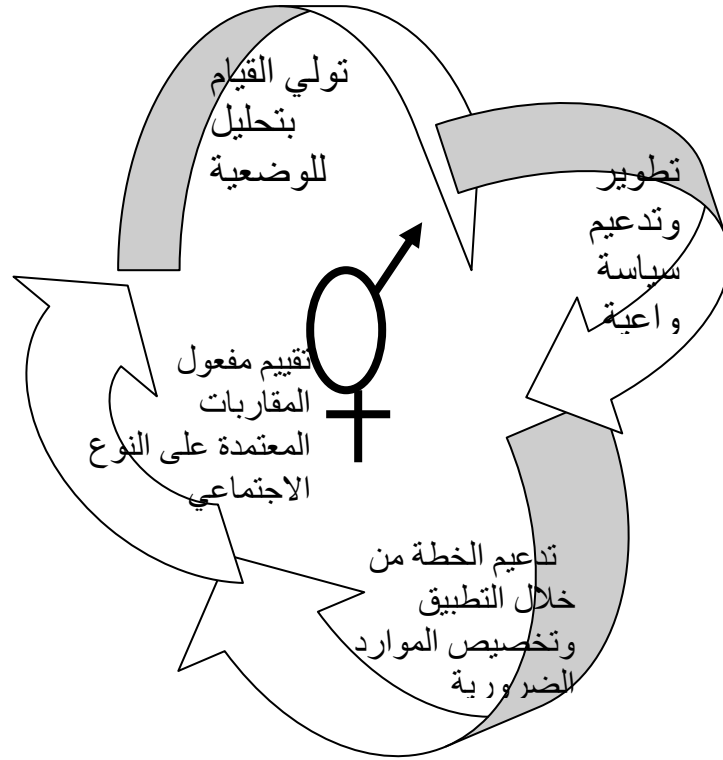 تولي القيام
بتحليل
للوضعية
تطوير
وتدعيم
سياسة
واعية
تقييم مفعول
المقاربات
المعتمدة على النوع
الاجتماعي
تدعيم الخطة من
خلال التطبيق
وتخصيص الموارد
الضرورية